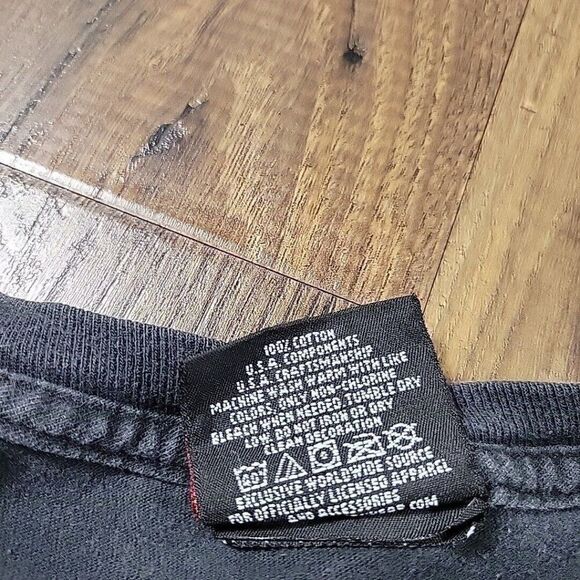 100% COTTON
U.S.A. COMPONENTS
U.S.A. CRAFTSMANSHIP
MACHINE WASH WARM WITH LIKE
COLORS, ONLY NON-CHLORINE
BLEACH WHEN NEEDED TUMBLE DRY
LOW. DO NOT IRON OR DRY
CLEAN DECORATION
EXCLUSIVE WORLDWIDE SOURCE
FOR OFFICIALLY LICENSED APPAREL
AND ACCESSORIES
.COM